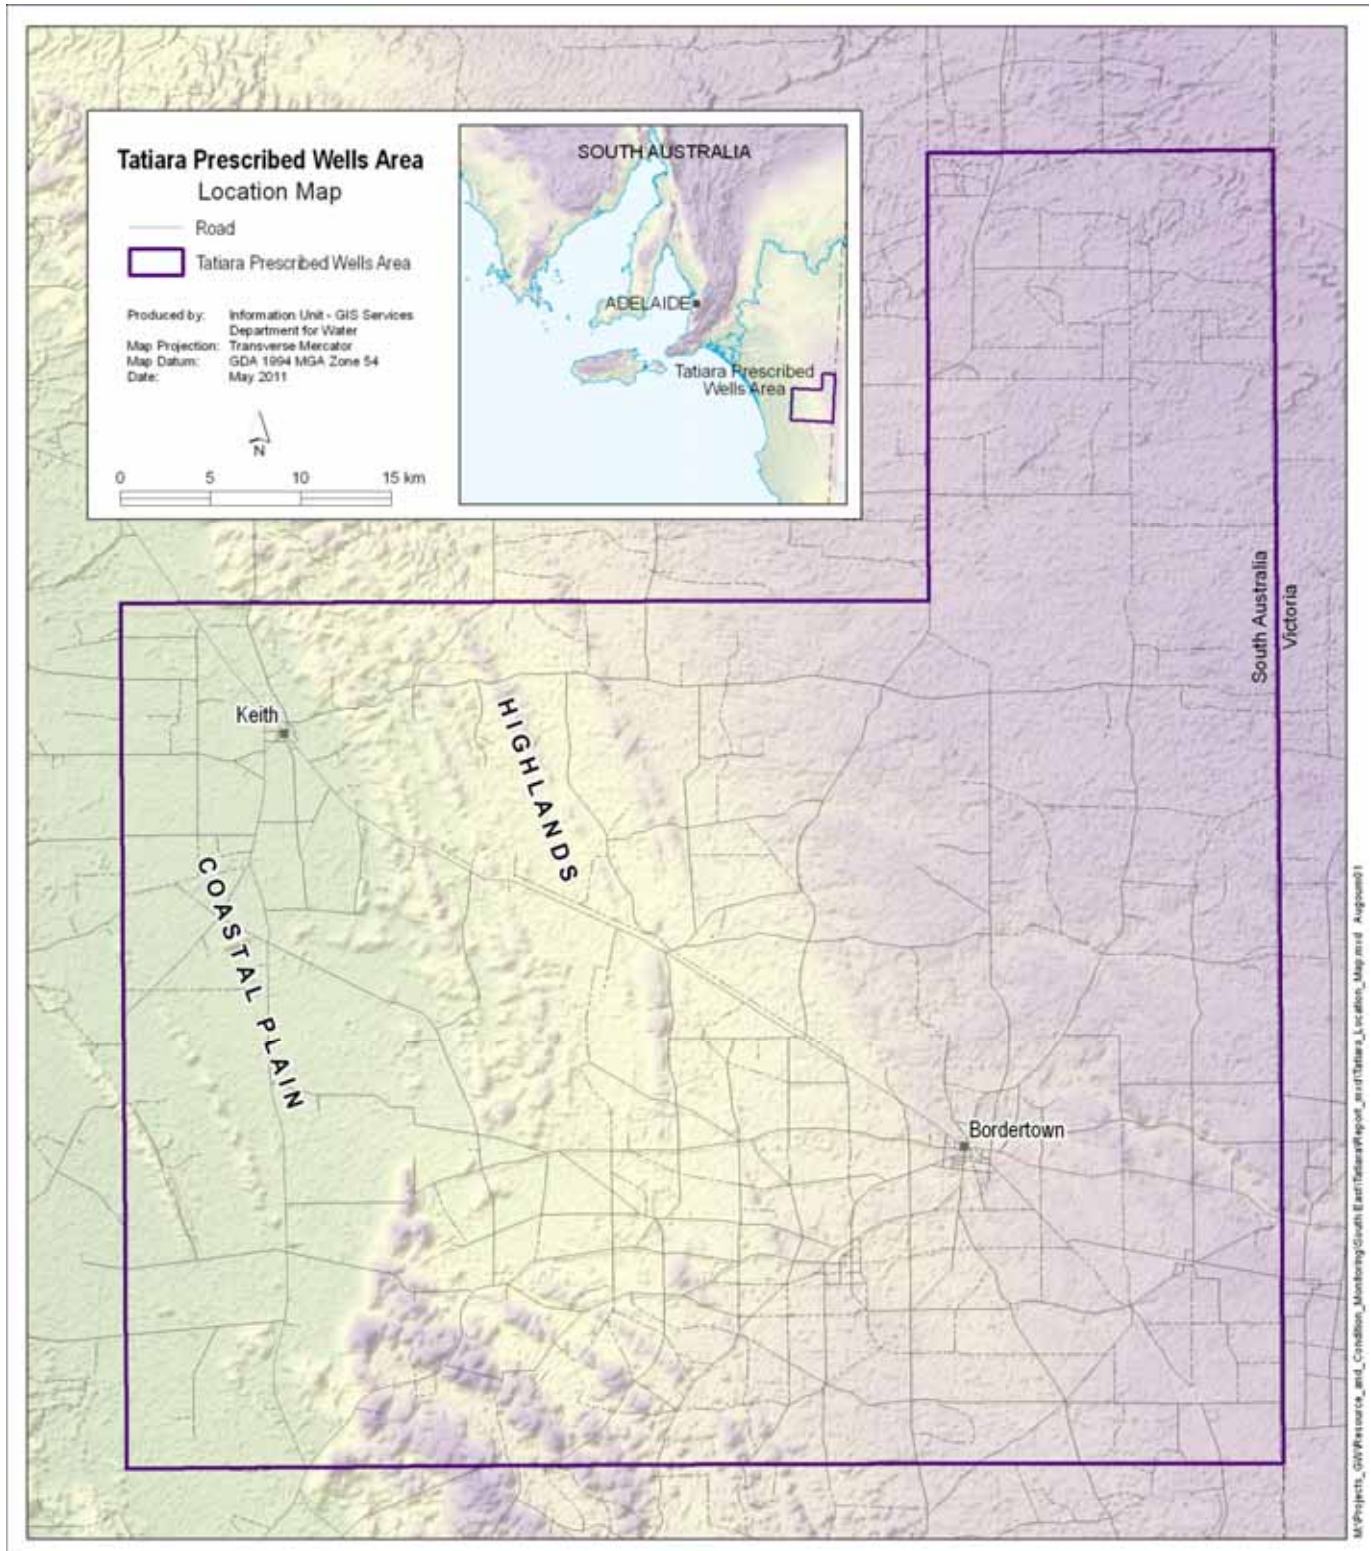 Tatiara Prescribed Wells Area
Location Map
Road
Tatiara Prescribed Wells Area
Produced by: Information Unit - GIS Services
Department for Water
Map Projection: Transverse Mercator
Map Datum: GDA 1994 MGA Zone 54
Date: May 2011
N
0 5 10 15 km
SOUTH AUSTRALIA
ADELAIDE
Tatiara Prescribed
Wells Area
South Australia
Victoria
Keith
HIGHLANDS
COASTAL PLAIN
Bordertown